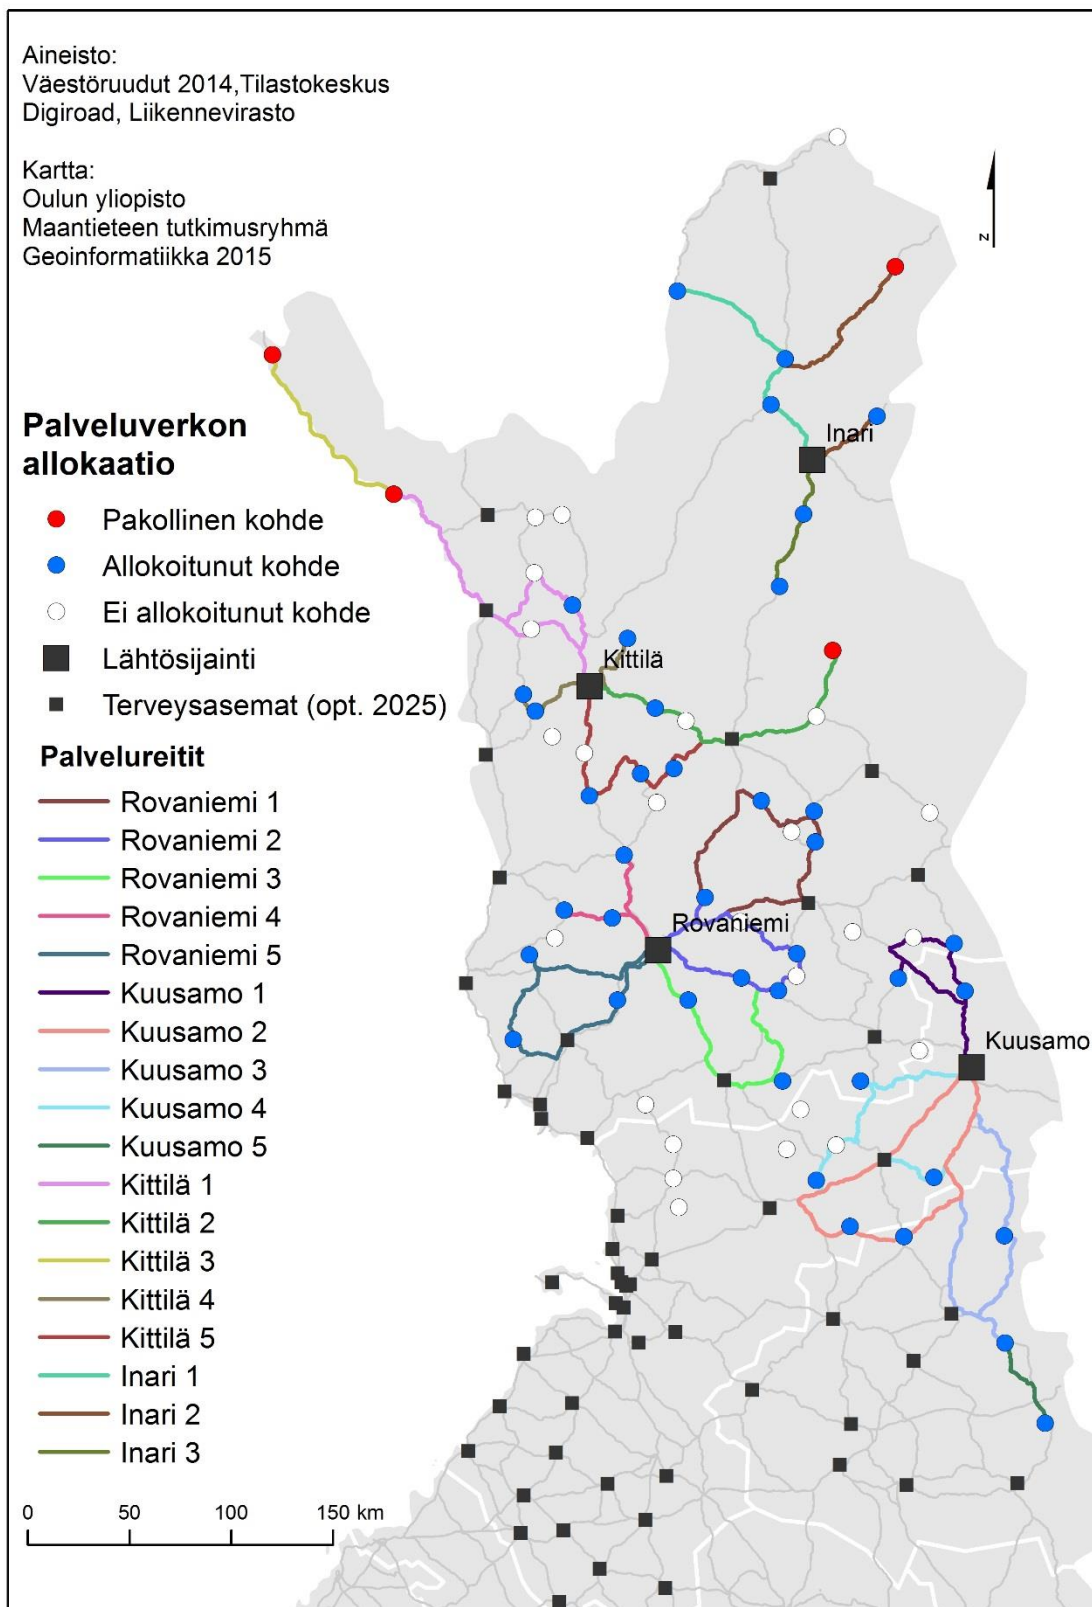 Aineisto:
Väestöruudut 2014,Tilastokeskus
Digiroad, Liikennevirasto
Kartta:
Oulun yliopisto
Maantieteen tutkimusryhmä
Geoinformatiikka 2015
N
Palveluverkon
allokaatio
Pakollinen kohde
Allokoitunut kohde
Ei allokoitunut kohde
Lähtösijainti
Terveysasemat (opt. 2025)
Palvelureitit
Rovaniemi 1
Rovaniemi 2
Rovaniemi 3
Rovaniemi 4
Rovaniemi 5
Kuusamo 1
Kuusamo 2
Kuusamo 3
Kuusamo 4
Kuusamo 5
Kittilä 1
Kittilä 2
Kittilä 3
Kittilä 4
Kittilä 5
Inari 1
Inari 2
Inari 3
0 50 100 150 km
Inari
Kittilä
Rovaniemi
Kuusamo